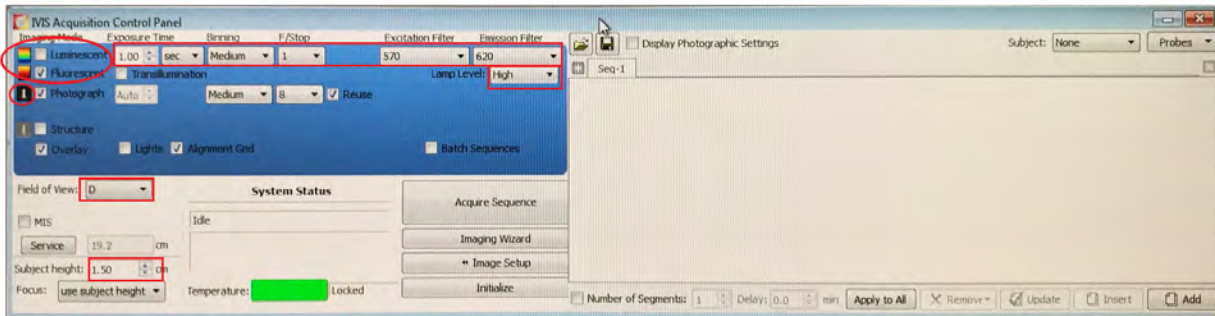 IVIS Acquisition Control Panel
Imaging Mode Exposure Time Binning F/Stop Excitation Filter Emission Filter
Luminescent 1.00 sec Medium 1 570 620
Fluorescent Transillumination Lamp Level: High
Photograph Auto Medium 8 Reuse
Structure
Overlay Lights Alignment Grid Batch Sequences
Field of View: D
System Status
Idle
MIS
Service 19.2 cm
Subject height: 1.50 cm
Focus: use subject height Temperature: Locked
Acquire Sequence
Imaging Wizard
Image Setup
Initialize
Display Photographic Settings Subject: None Probes
Seq-1
Number of Segments: 1 Delay: 0.0 min Apply to All Remove Update Insert Add